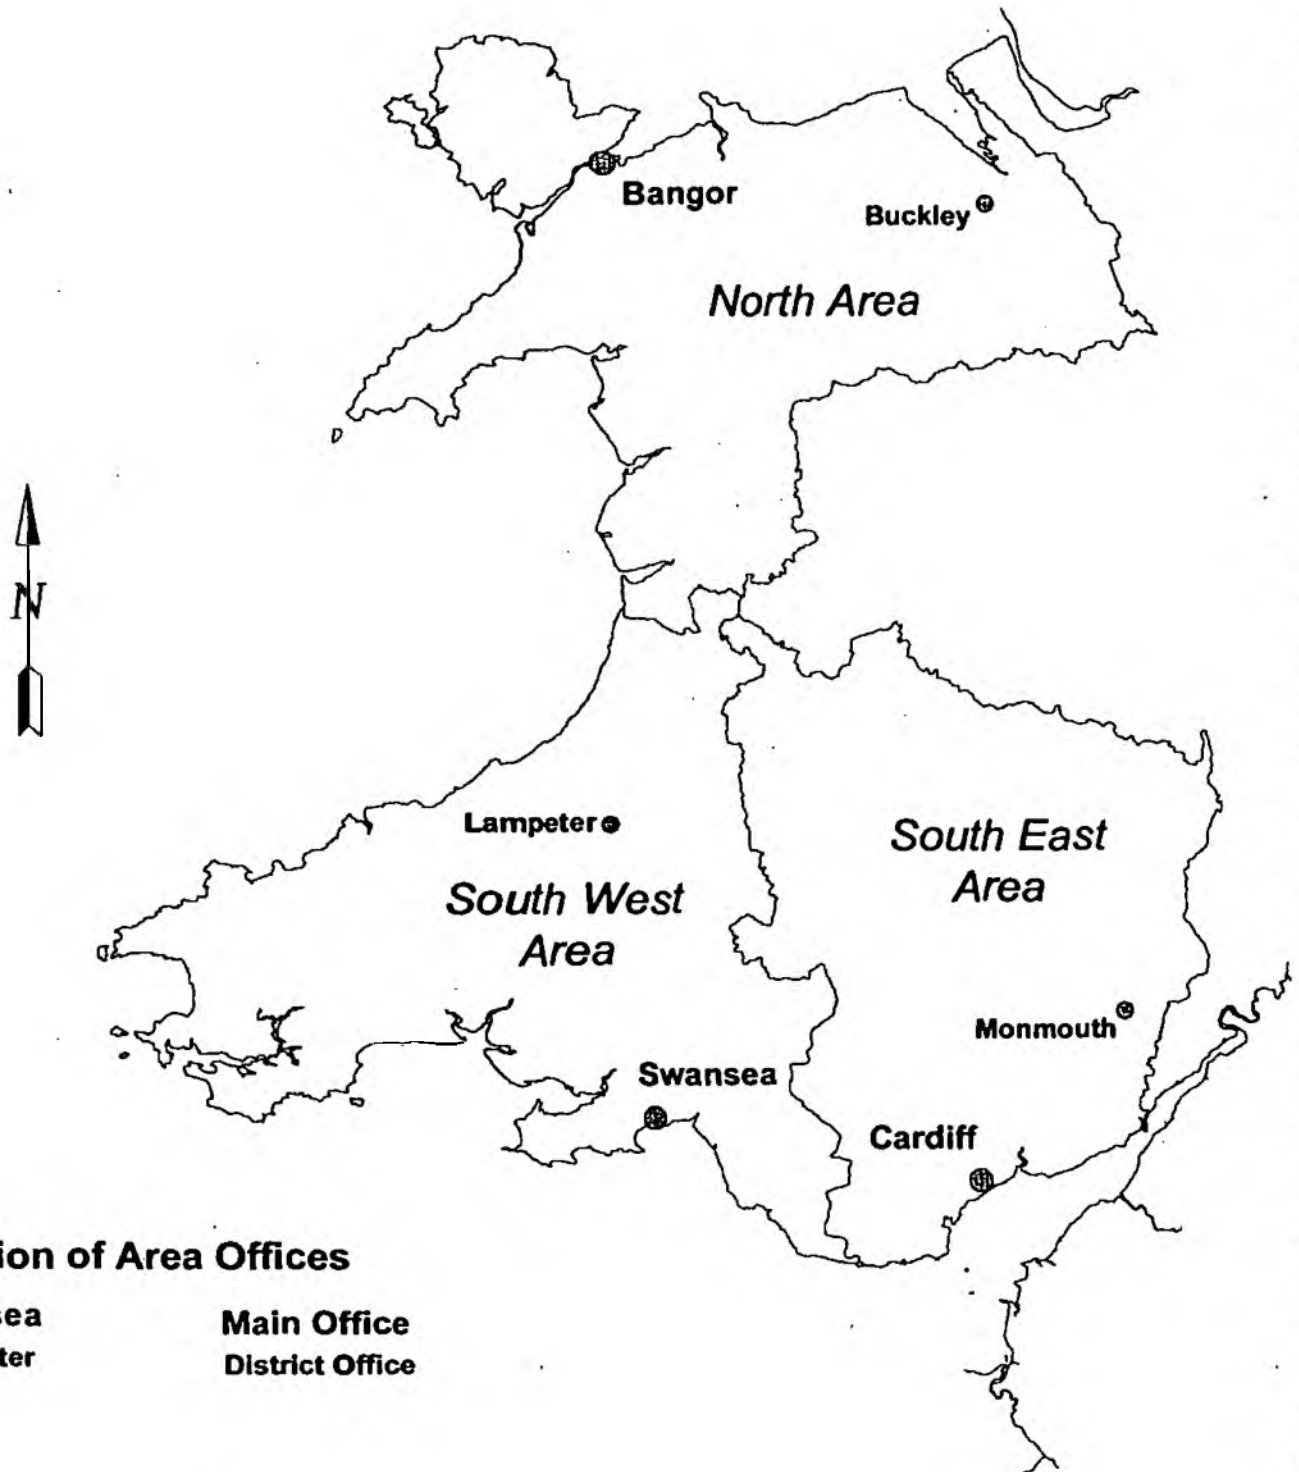 Bangor
Buckley
North Area
N
Lampeter
South East
Area
South West
Area
Monmouth
Swansea
Cardiff
ion of Area Offices
sea Main Office
ter District Office